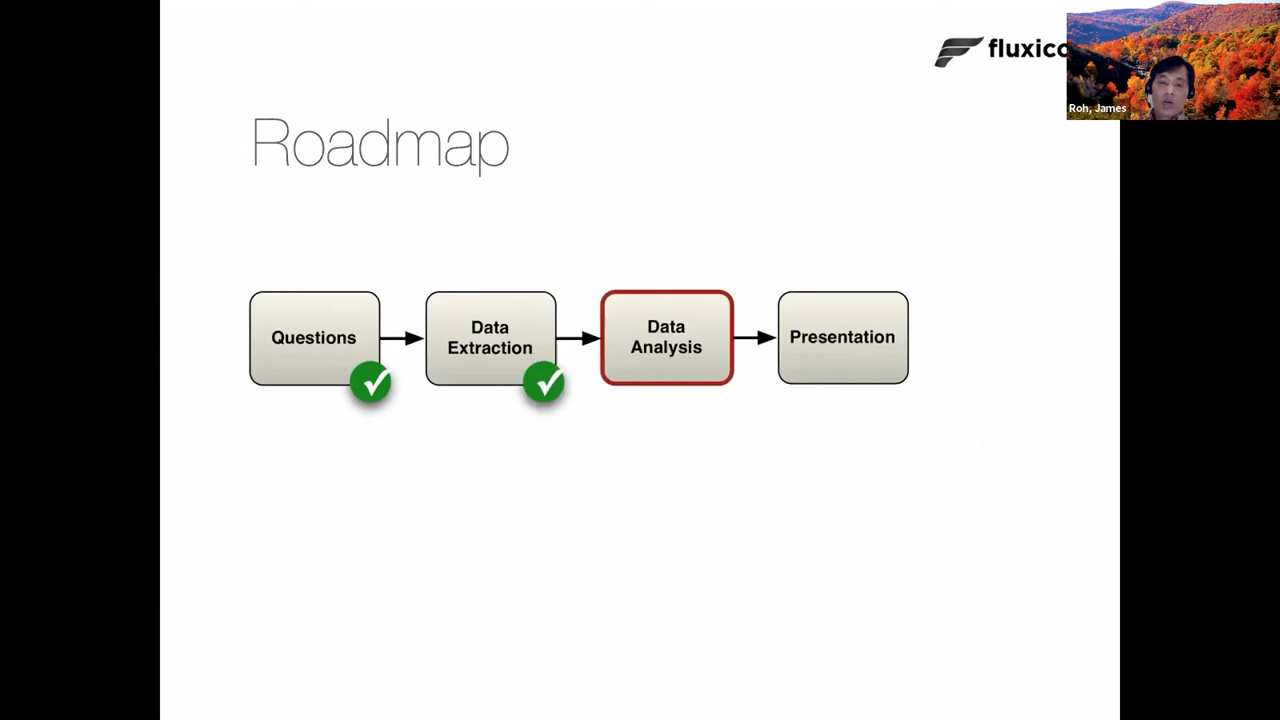 fluxico
Roh, James
Roadmap
Questions
Data
Extraction
Data
Analysis
Presentation